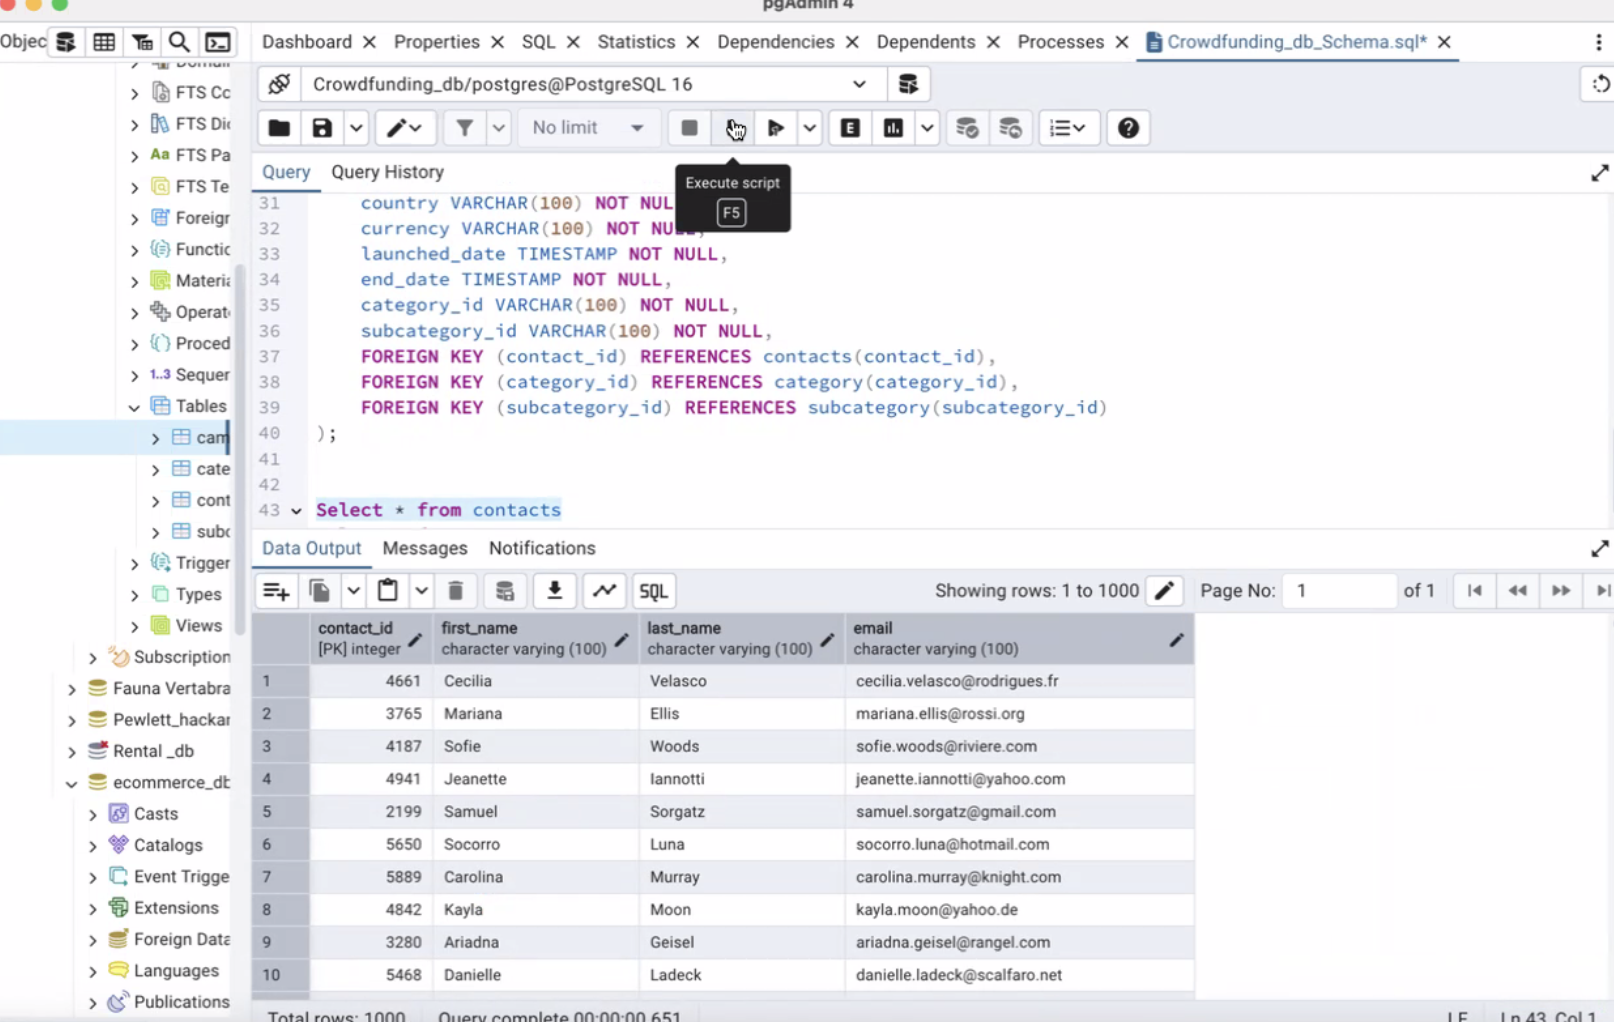 pgAdmin 4
Objec
Dashboard Properties SQL Statistics Dependencies Dependents Processes Crowdfunding_db_Schema.sql*
Crowdfunding_db/postgres@PostgreSQL 16
No limit
E
Execute script
F5
Query Query History
31 country VARCHAR(100) NOT NUL
32 currency VARCHAR(100) NOT NULL,
33 launched_date TIMESTAMP NOT NULL,
34 end_date TIMESTAMP NOT NULL,
35 category_id VARCHAR(100) NOT NULL,
36 subcategory_id VARCHAR(100) NOT NULL,
37 FOREIGN KEY (contact_id) REFERENCES contacts(contact_id),
38 FOREIGN KEY (category_id) REFERENCES category(category_id),
39 FOREIGN KEY (subcategory_id) REFERENCES subcategory(subcategory_id)
40 );
41
42
43 Select * from contacts
Domain
FTS Co
FTS Di
Aa FTS Pa
FTS Te
Foreign
Functio
Materia
Operat
Proced
1..3 Sequer
Tables
cam
cate
cont
subc
Trigger
Types
Views
Subscription
Fauna Vertabra
Pewlett_hackar
Rental _db
ecommerce_db
Casts
Catalogs
Event Trigge
Extensions
Foreign Data
Languages
Publications
Data Output Messages Notifications
SQL Showing rows: 1 to 1000 Page No: 1 of 1
contact_id first_name last_name email
[PK] integer character varying (100) character varying (100) character varying (100)
1 4661 Cecilia Velasco cecilia.velasco@rodrigues.fr
2 3765 Mariana Ellis mariana.ellis@rossi.org
3 4187 Sofie Woods sofie.woods@riviere.com
4 4941 Jeanette Iannotti jeanette.iannotti@yahoo.com
5 2199 Samuel Sorgatz samuel.sorgatz@gmail.com
6 5650 Socorro Luna socorro.luna@hotmail.com
7 5889 Carolina Murray carolina.murray@knight.com
8 4842 Kayla Moon kayla.moon@yahoo.de
9 3280 Ariadna Geisel ariadna.geisel@rangel.com
10 5468 Danielle Ladeck danielle.ladeck@scalfaro.net
Total rows: 1000 Query complete 00:00:00.651 LF Ln 43, Col 1